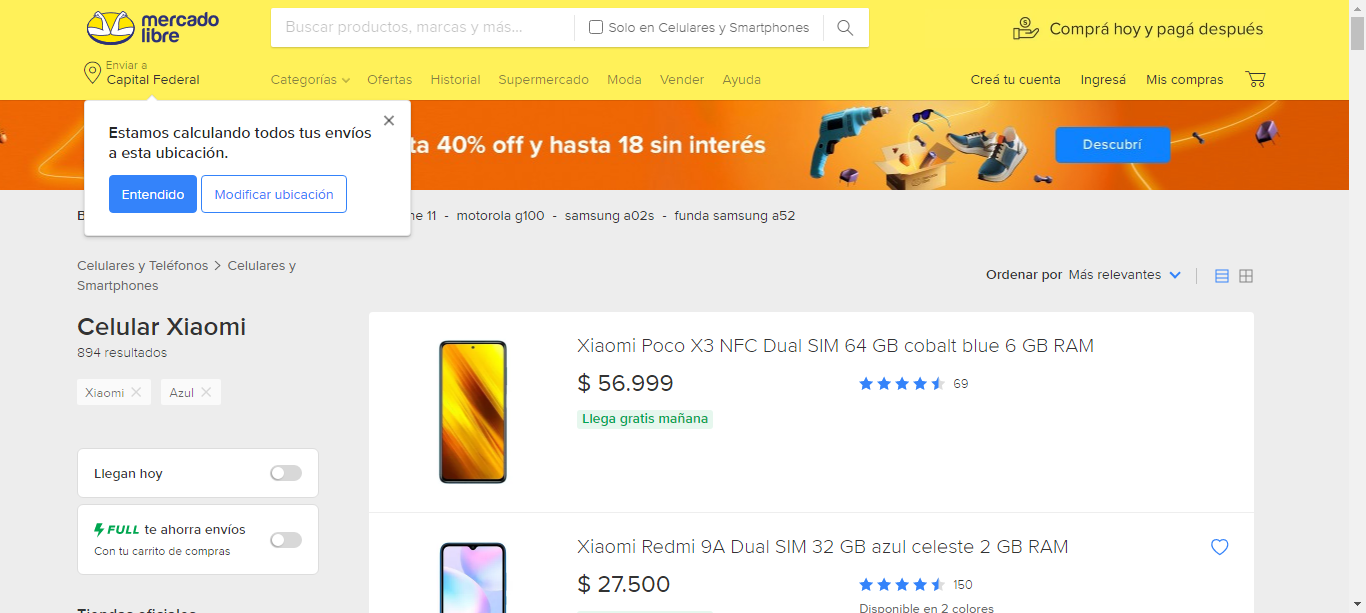 mercado
libre
Buscar productos, marcas y más...
Solo en Celulares y Smartphones
Comprá hoy y pagá después
Enviar a
Capital Federal
Categorías
Ofertas
Historial
Supermercado
Moda
Vender
Ayuda
Creá tu cuenta
Ingresá
Mis compras
Estamos calculando todos tus envíos
a esta ubicación.
Entendido
Modificar ubicación
40% off y hasta 18 sin interés
Descubrí
11 - motorola g100 - samsung a02s - funda samsung a52
Celulares y Teléfonos > Celulares y
Smartphones
Ordenar por Más relevantes
Celular Xiaomi
894 resultados
Xiaomi
Azul
Llegan hoy
FULL te ahorra envíos
Con tu carrito de compras
Tiendas oficiales
Xiaomi Poco X3 NFC Dual SIM 64 GB cobalt blue 6 GB RAM
$ 56.999
69
Llega gratis mañana
Xiaomi Redmi 9A Dual SIM 32 GB azul celeste 2 GB RAM
$ 27.500
150
Disponible en 2 colores